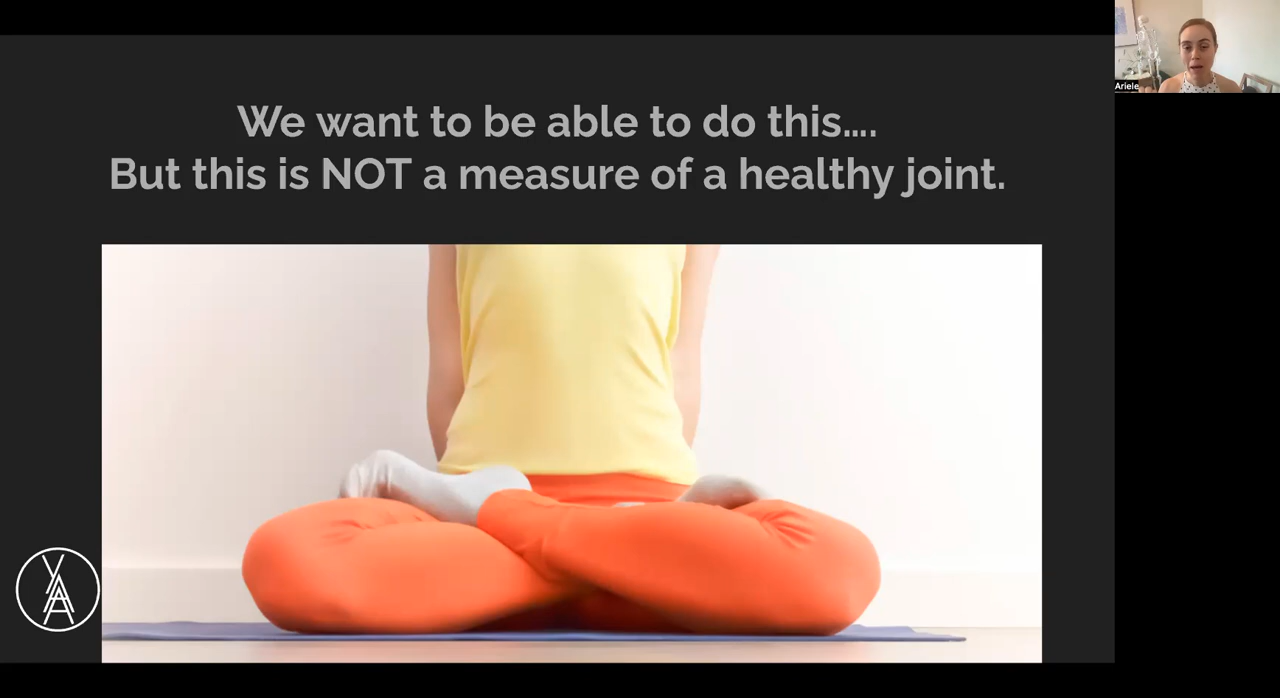 We want to be able to do this....
But this is NOT a measure of a healthy joint.
Ariele